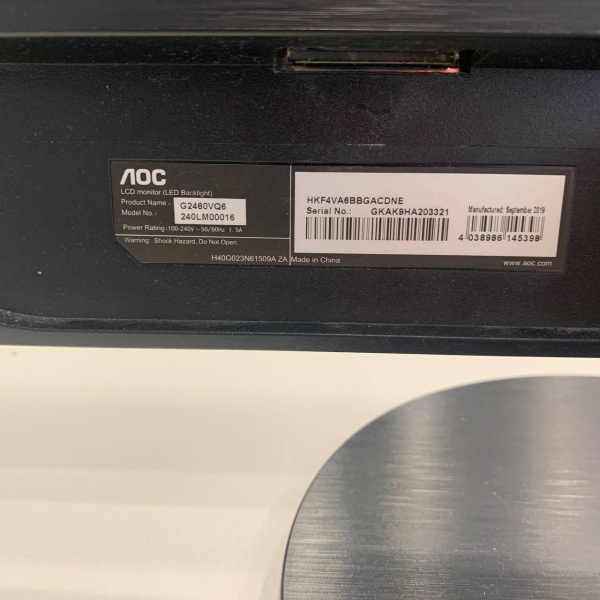 AOC
LCD monitor (LED Backlight)
Product Name : G2460VQ6
Model No.: 240LM00016
Power Rating :100-240V ~ 50/60Hz 1. 5A
Warning: Shock Hazard, Do Not Open.
H40G023N61509A ZA Made in China
HKF4VA6BBGACDNE
Serial No.: GKAK9HA203321
Manufactured: September 2019
4 038986 145398
www.aoc.com